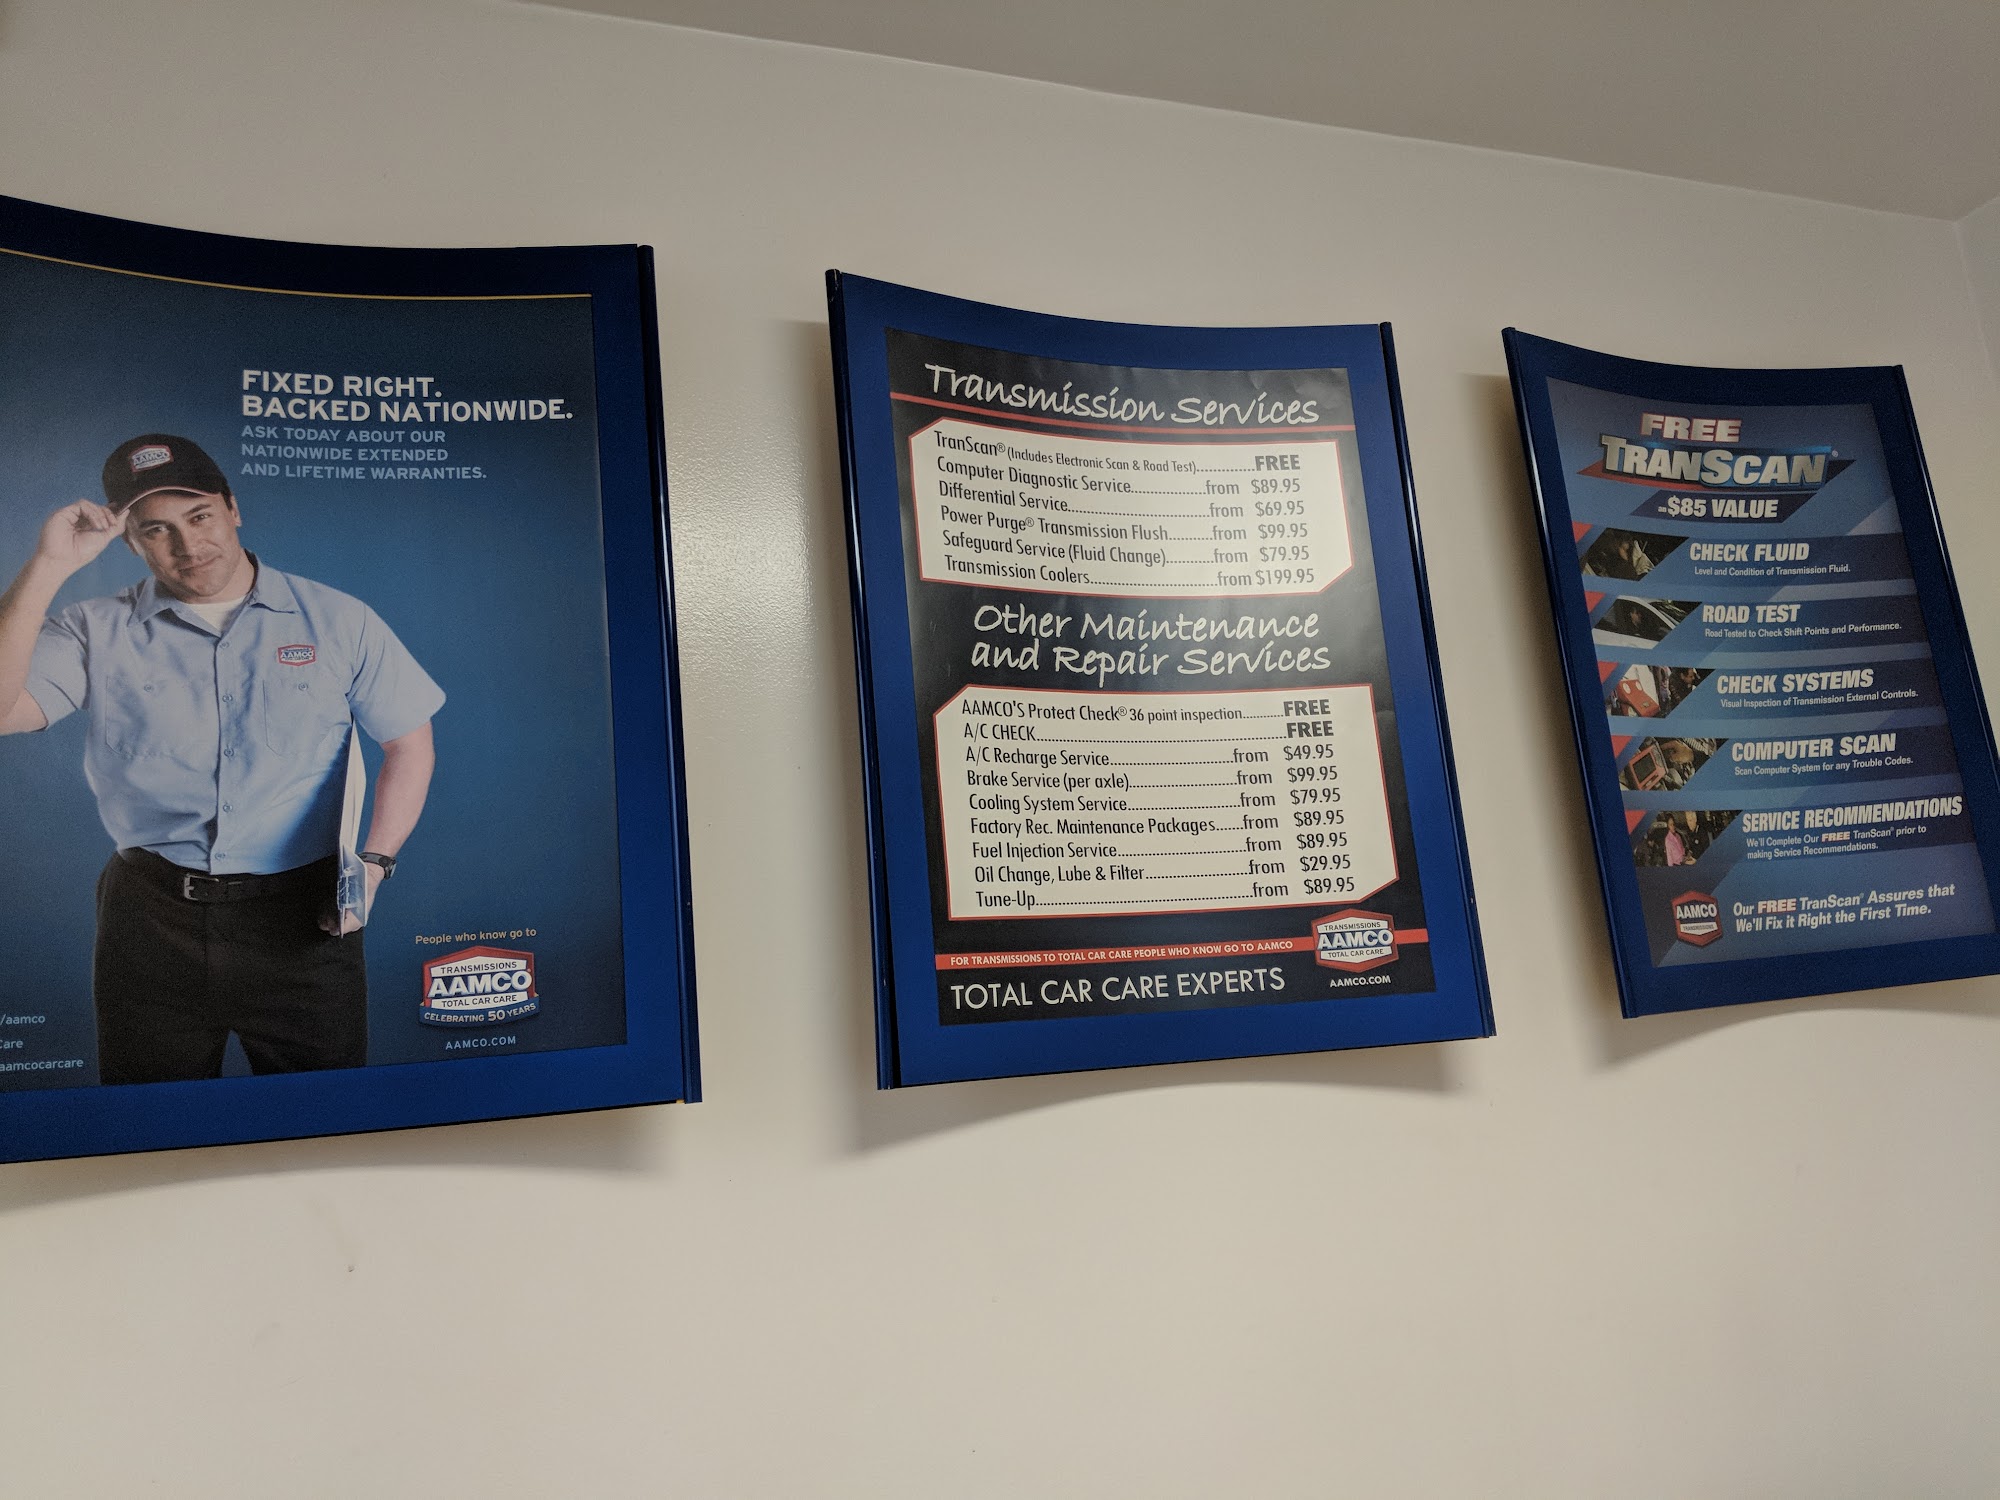 AAMCO
FIXED RIGHT.
BACKED NATIONWIDE.
ASK TODAY ABOUT OUR
NATIONWIDE EXTENDED
AND LIFETIME WARRANTIES.
AAMCO
People who know go to
TRANSMISSIONS
AAMCO
TOTAL CAR CARE
CELEBRATING 50 YEARS
AAMCO.COM
/aamco
Care
aamcocarcare
Transmission Services
TranScan® (Includes Electronic Scan & Road Test).............FREE
Computer Diagnostic Service..................from $89.95
Differential Service..................................from $69.95
Power Purge® Transmission Flush..........from $99.95
Safeguard Service (Fluid Change)...........from $79.95
Transmission Coolers..............................from $199.95
Other Maintenance
and Repair Services
AAMCO'S Protect Check® 36 point inspection...........FREE
A/C CHECK..............................................................FREE
A/C Recharge Service..............................from $49.95
Brake Service (per axle)..........................from $99.95
Cooling System Service...........................from $79.95
Factory Rec. Maintenance Packages.......from $89.95
Fuel Injection Service...............................from $89.95
Oil Change, Lube & Filter.........................from $29.95
Tune-Up.....................................................from $89.95
FOR TRANSMISSIONS TO TOTAL CAR CARE PEOPLE WHO KNOW GO TO AAMCO
TRANSMISSIONS
AAMCO
TOTAL CAR CARE
TOTAL CAR CARE EXPERTS
AAMCO.COM
FREE
TRANSCAN®
-$85 VALUE
CHECK FLUID
Level and Condition of Transmission Fluid.
ROAD TEST
Road Tested to Check Shift Points and Performance.
CHECK SYSTEMS
Visual Inspection of Transmission External Controls.
COMPUTER SCAN
Scan Computer System for any Trouble Codes.
SERVICE RECOMMENDATIONS
We'll Complete Our FREE TranScan® prior to
making Service Recommendations.
AAMCO
TRANSMISSIONS
Our FREE TranScan® Assures that
We'll Fix it Right the First Time.